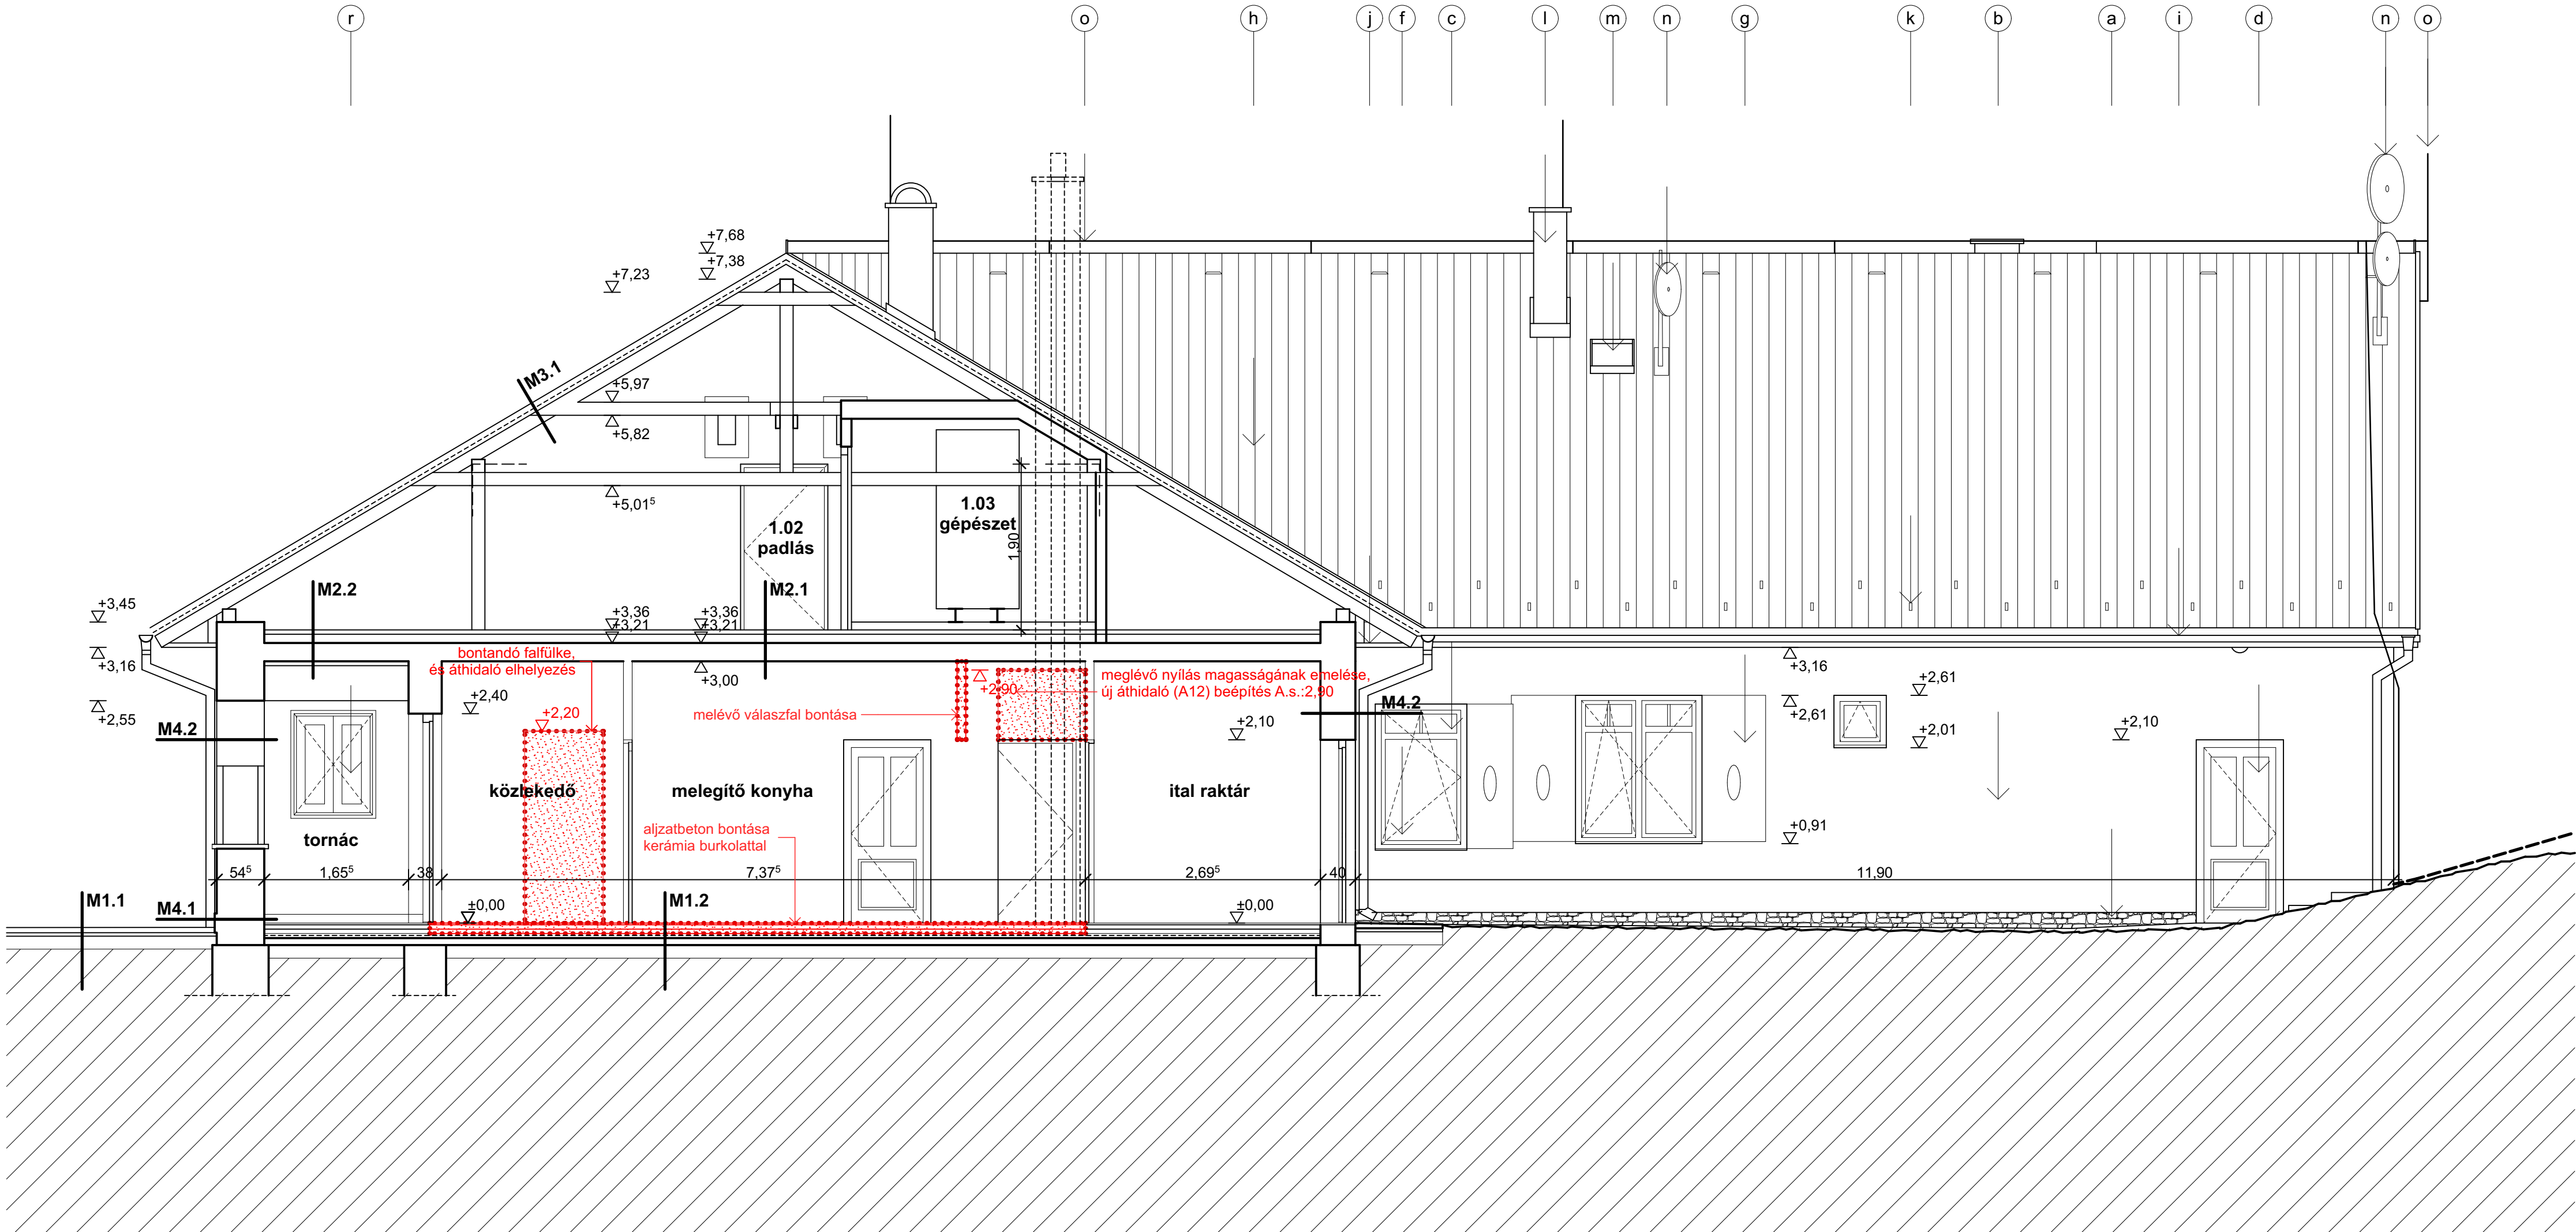 r
o
h
j
f
c
l
m
n
g
k
b
a
i
d
n
o
+7,68
+7,38
+7,23
M3.1
+5,97
+5,82
+5,01⁵
1.02
padlás
1.03
gépészet
1,90
M2.2
M2.1
+3,45
+3,36
+3,21
+3,36
+3,21
+3,16
+2,55
bontandó falfülke,
és áthidaló elhelyezés
+3,00
+2,90
meglévő nyílás magasságának emelése,
új áthidaló (A12) beépítés A.s.:2,90
+2,40
+2,20
melévő válaszfal bontása
+2,10
M4.2
M4.2
+3,16
+2,61
+2,61
+2,01
+2,10
közlekedő
melegítő konyha
ital raktár
tornác
aljzatbeton bontása
kerámia burkolattal
+0,91
54⁵
1,65⁵
38
7,37⁵
2,69⁵
40
11,90
M1.1
M4.1
±0,00
M1.2
±0,00